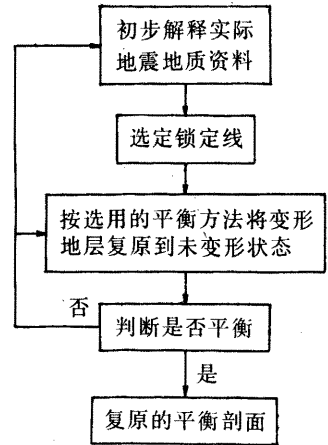 初步解释实际
地震地质资料
选定锁定线
按选用的平衡方法将变形
地层复原到未变形状态
否
判断是否平衡
是
复原的平衡剖面